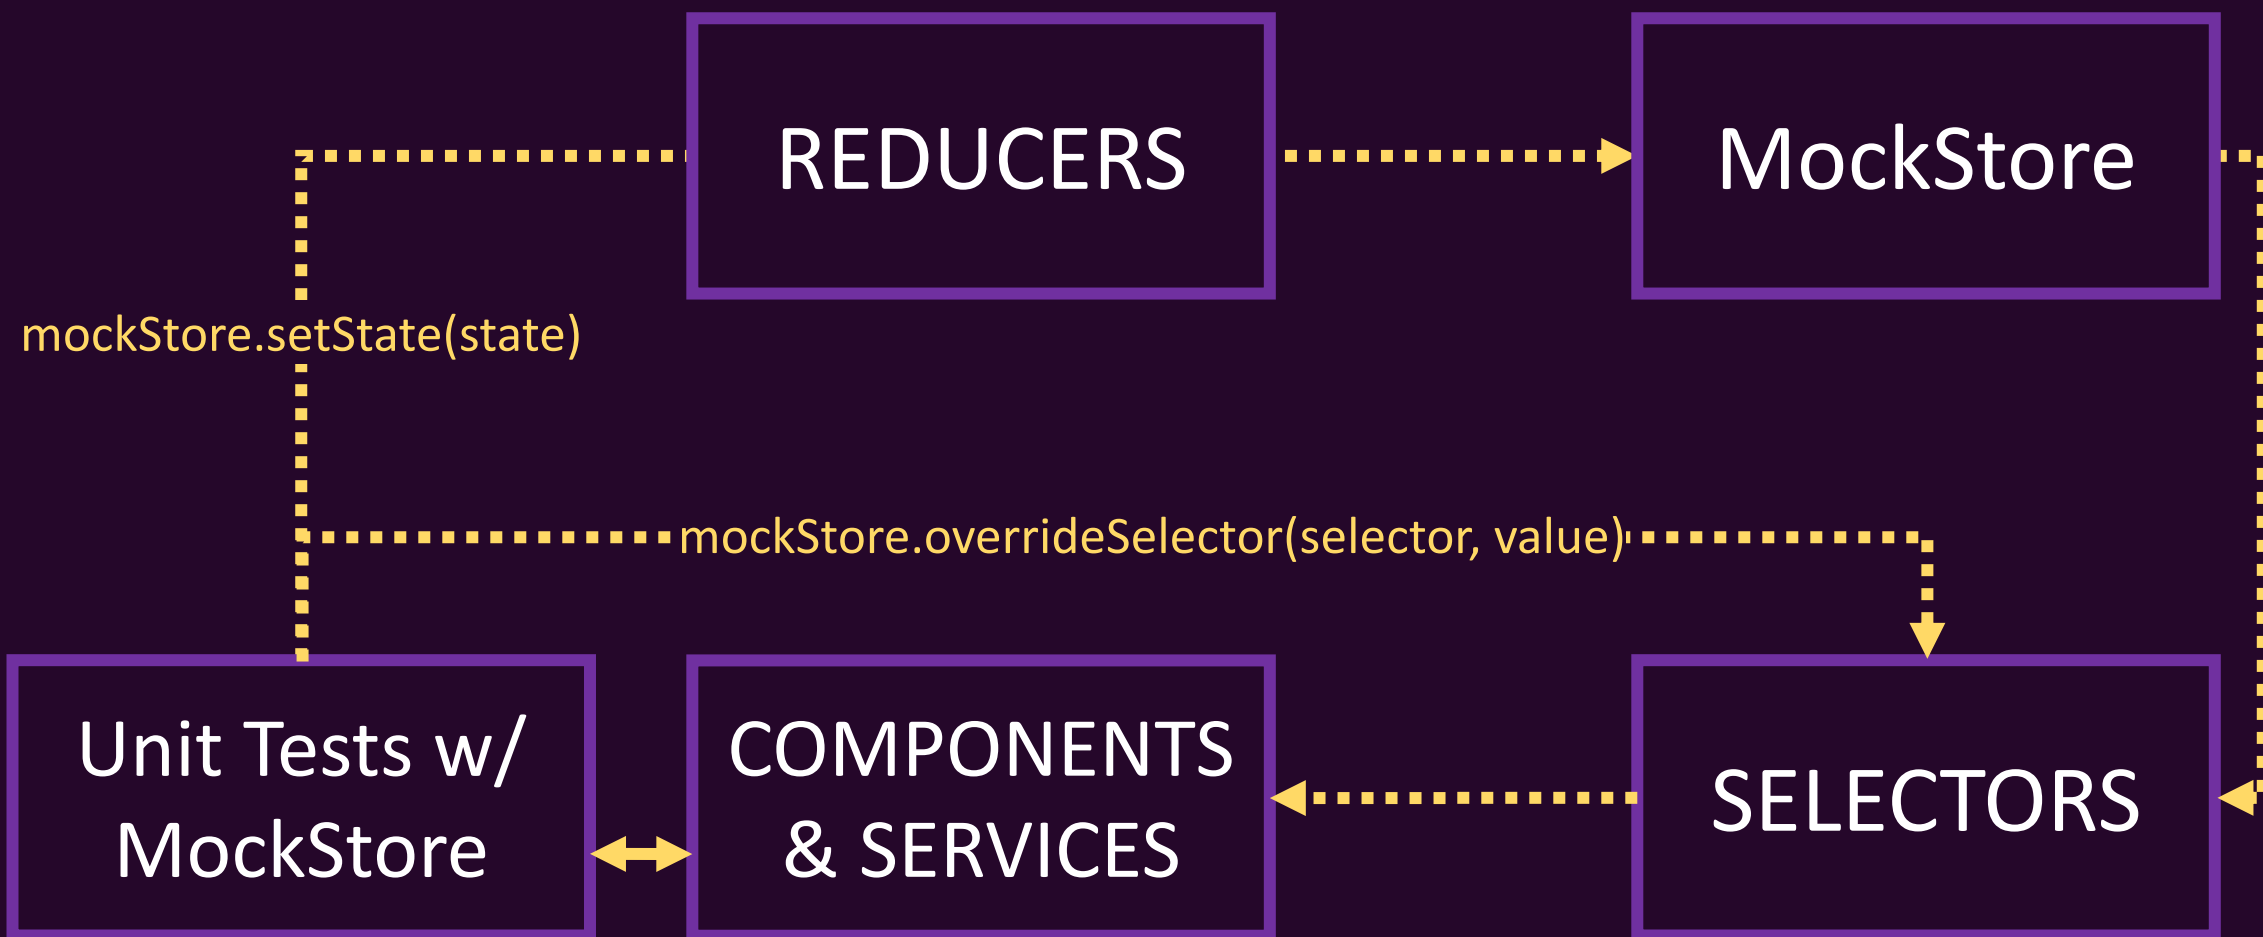 REDUCERS
MockStore
mockStore.setState(state)
mockStore.overrideSelector(selector, value)
Unit Tests w/
MockStore
COMPONENTS
& SERVICES
SELECTORS